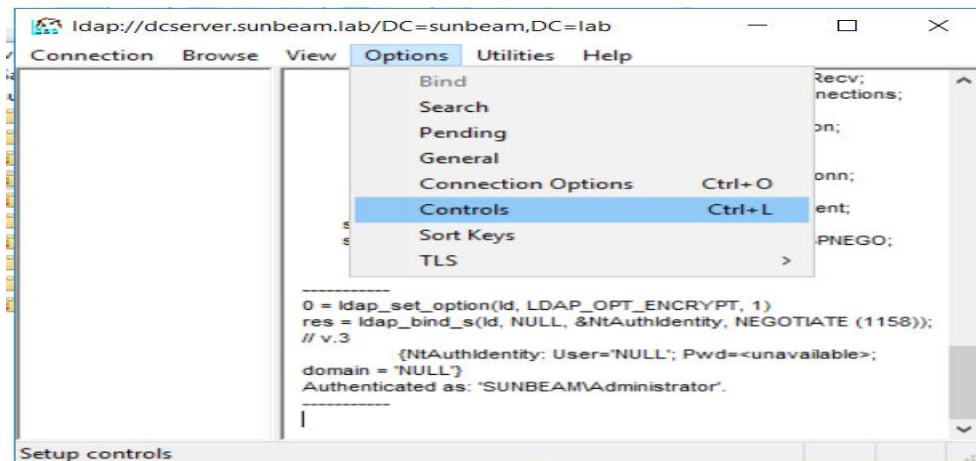 ldap://dcserver.sunbeam.lab/DC=sunbeam,DC=lab
Connection Browse View Options Utilities Help
Bind
Search
Pending
General
Connection Options Ctrl+O
Controls Ctrl+L
Sort Keys
TLS >
Recv;
nections;
on;
onn;
ent;
PNEGO;
-----------
0 = ldap_set_option(ld, LDAP_OPT_ENCRYPT, 1)
res = ldap_bind_s(ld, NULL, &NtAuthIdentity, NEGOTIATE (1158));
// v.3
{NtAuthIdentity: User='NULL'; Pwd=<unavailable>;
domain = 'NULL'}
Authenticated as: 'SUNBEAM\Administrator'.
-----------
Setup controls